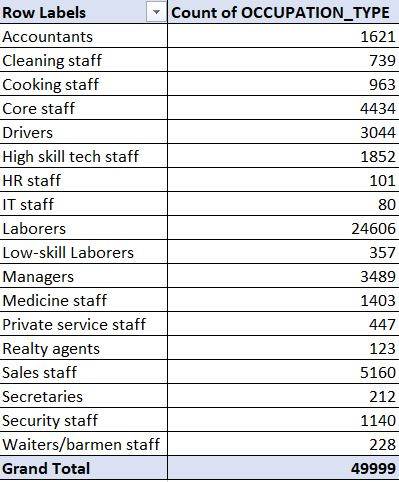 Row Labels Count of OCCUPATION_TYPE
Accountants 1621
Cleaning staff 739
Cooking staff 963
Core staff 4434
Drivers 3044
High skill tech staff 1852
HR staff 101
IT staff 80
Laborers 24606
Low-skill Laborers 357
Managers 3489
Medicine staff 1403
Private service staff 447
Realty agents 123
Sales staff 5160
Secretaries 212
Security staff 1140
Waiters/barmen staff 228
Grand Total 49999